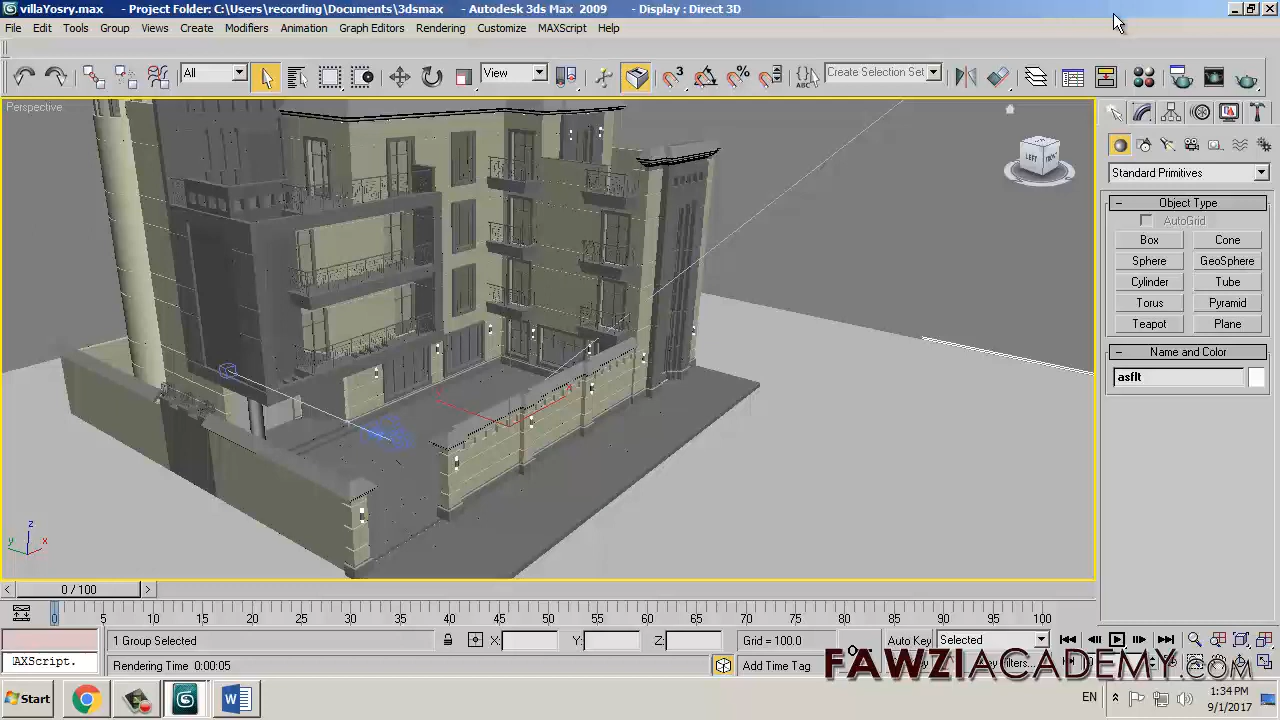 villaYosry.max - Project Folder: C:\Users\recording\Documents\3dsmax - Autodesk 3ds Max 2009 - Display : Direct 3D
File Edit Tools Group Views Create Modifiers Animation Graph Editors Rendering Customize MAXScript Help
All View 3 % ABC Create Selection Set
Perspective
LEFT
Standard Primitives
Object Type
AutoGrid
Box Cone
Sphere GeoSphere
Cylinder Tube
Torus Pyramid
Teapot Plane
Name and Color
asflt
z
y x
0 / 100
0 5 10 15 20 25 30 35 40 45 50 55 60 65 70 75 80 85 90 95 100
1 Group Selected X: Y: Z: Grid = 100.0 Auto Key Selected
MAXScript. Rendering Time 0:00:05 Add Time Tag Filters...
FAWZIACADEMY.COM
Start EN 1:34 PM
9/1/2017